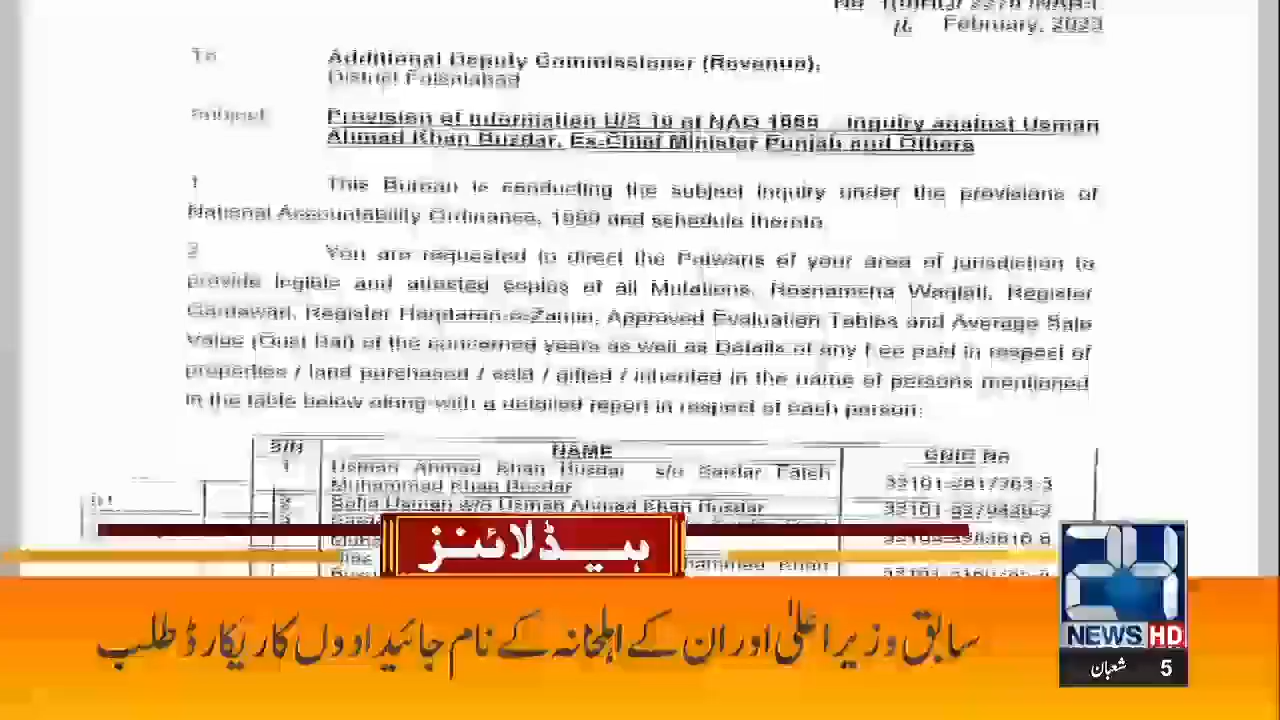 February, 2023
To Additional Deputy Commissioner (Revenue),
District Faisalabad
Subject Provision of information U/S 19 of NAO 1999 Inquiry against Usman
Ahmad Khan Buzdar, Ex-Chief Minister Punjab and Others
1 This Bureau is conducting the subject inquiry under the provisions of
National Accountability Ordinance, 1999 and schedule thereto.
2 You are requested to direct the Patwaris of your area of jurisdiction to
provide legible and attested copies of all Mutations, Roznamcha Waqiati, Register
Gardawari, Register Haqdaran-e-Zamin, Approved Evaluation Tables and Average Sale
Value of the concerned years as well as Details of any Fee paid in respect of
properties / land purchased / sold / gifted / inherited in the name of persons mentioned
in the table below along-with a detailed report in respect of each person:
S/N NAME CNIC No
1 Usman Ahmad Khan Buzdar s/o Sardar Fateh
Muhammad Khan Buzdar
Usman w/o Usman Ahmad Khan Buzdar
ہیڈلائنز
سابق وزیراعلیٰ اور ان کے اہلخانہ کے نام جائیدادوں کا ریکارڈ طلب
24
NEWS HD
5 شعبان